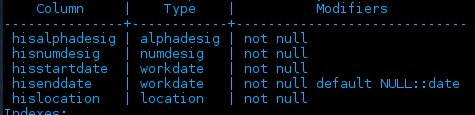 Column | Type | Modifiers
---------------+-----------+-----------------------------
hisalphadesig | alphadesig | not null
hisnumdesig | numdesig | not null
hisstartdate | workdate | not null
hisenddate | workdate | not null default NULL::date
hislocation | location | not null
Indexes: